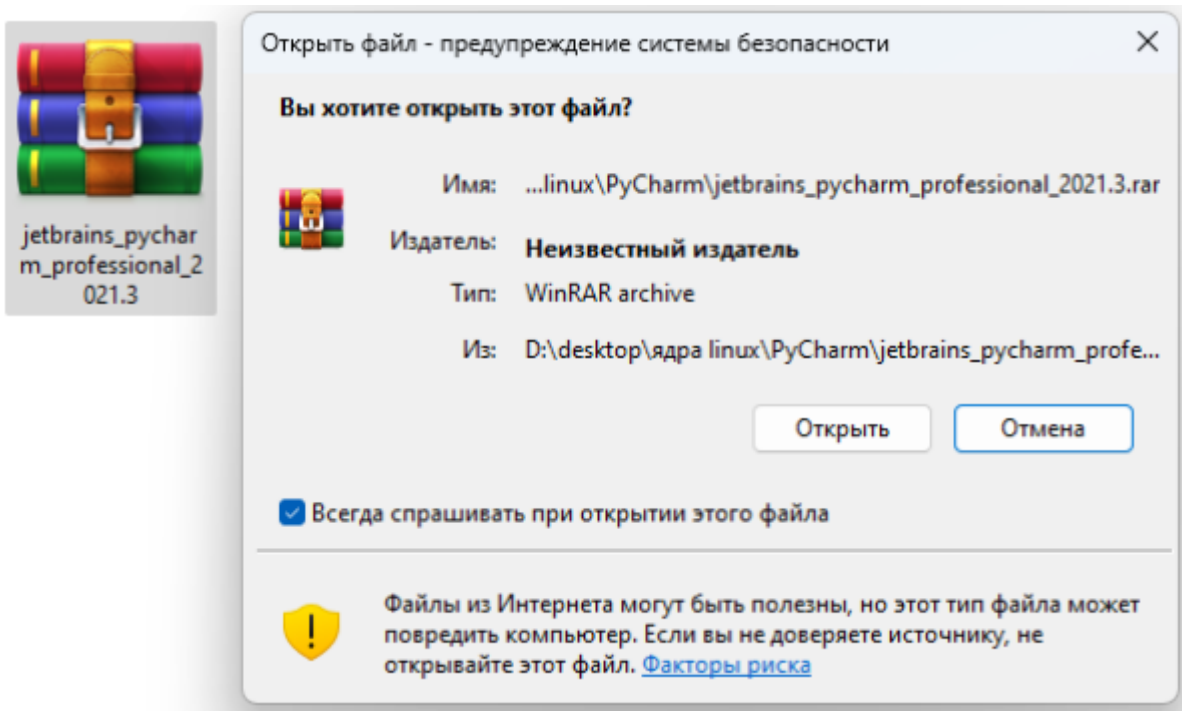 jetbrains_pychar
m_professional_2
021.3
Открыть файл - предупреждение системы безопасности
Вы хотите открыть этот файл?
Имя: ...linux\PyCharm\jetbrains_pycharm_professional_2021.3.rar
Издатель: Неизвестный издатель
Тип: WinRAR archive
Из: D:\desktop\ядра linux\PyCharm\jetbrains_pycharm_profe...
Открыть Отмена
Всегда спрашивать при открытии этого файла
Файлы из Интернета могут быть полезны, но этот тип файла может
повредить компьютер. Если вы не доверяете источнику, не
открывайте этот файл. Факторы риска